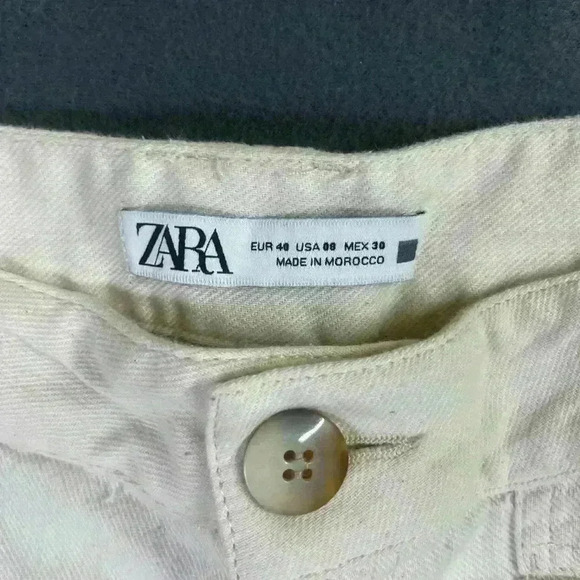 ZARA
EUR 40 USA 08 MEX 30
MADE IN MOROCCO